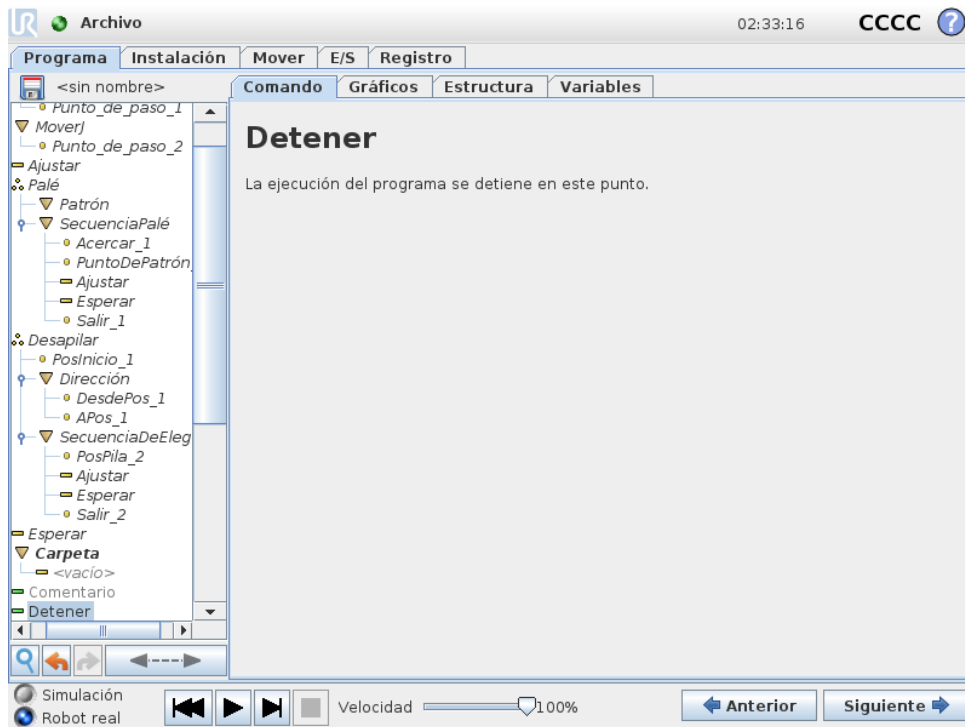 UR Archivo 02:33:16 CCCC ?
Programa Instalación Mover E/S Registro
<sin nombre> Comando Gráficos Estructura Variables
Punto_de_paso_1
MoverJ
Punto_de_paso_2
Ajustar
Palé
Patrón
SecuenciaPalé
Acercar_1
PuntoDePatrón_
Ajustar
Esperar
Salir_1
Desapilar
PosInicio_1
Dirección
DesdePos_1
APos_1
SecuenciaDeEleg
PosPila_2
Ajustar
Esperar
Salir_2
Esperar
Carpeta
<vacío>
Comentario
Detener
Detener
La ejecución del programa se detiene en este punto.
Simulación
Robot real
Velocidad 100%
Anterior Siguiente